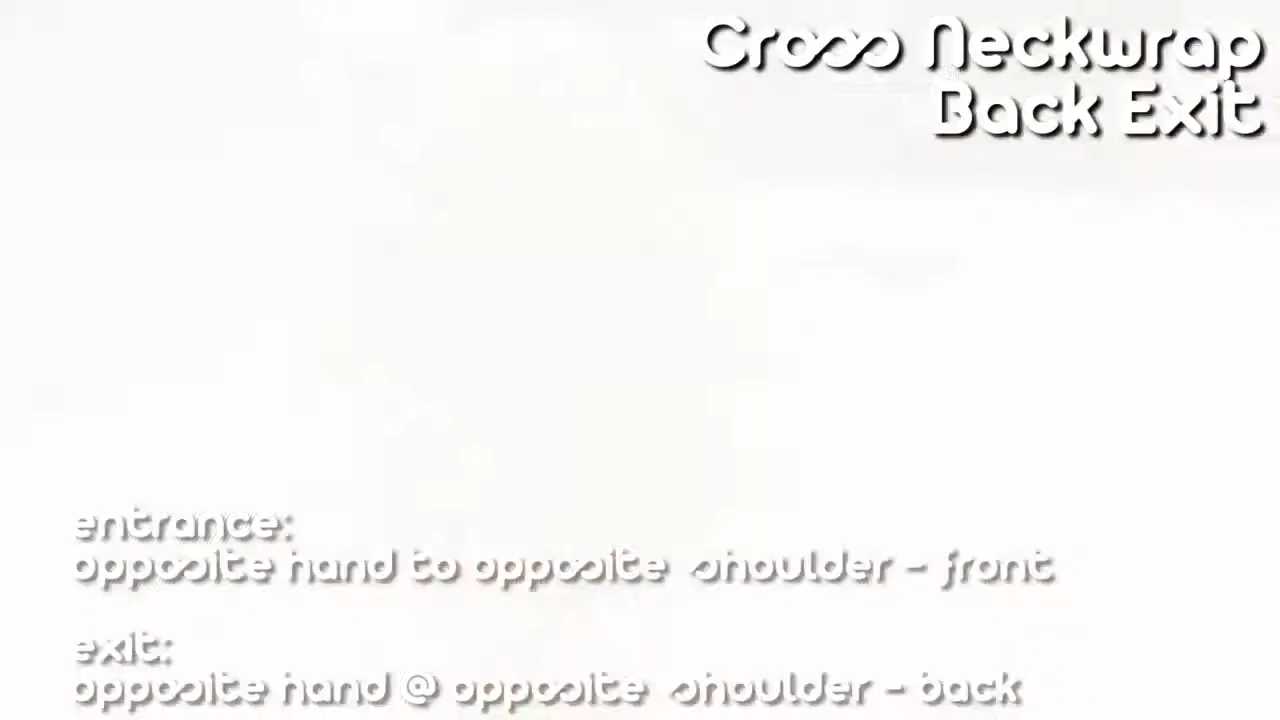 Cross Neckwrap
Back Exit
entrance:
opposite hand to opposite shoulder - front
exit:
opposite hand @ opposite shoulder - back